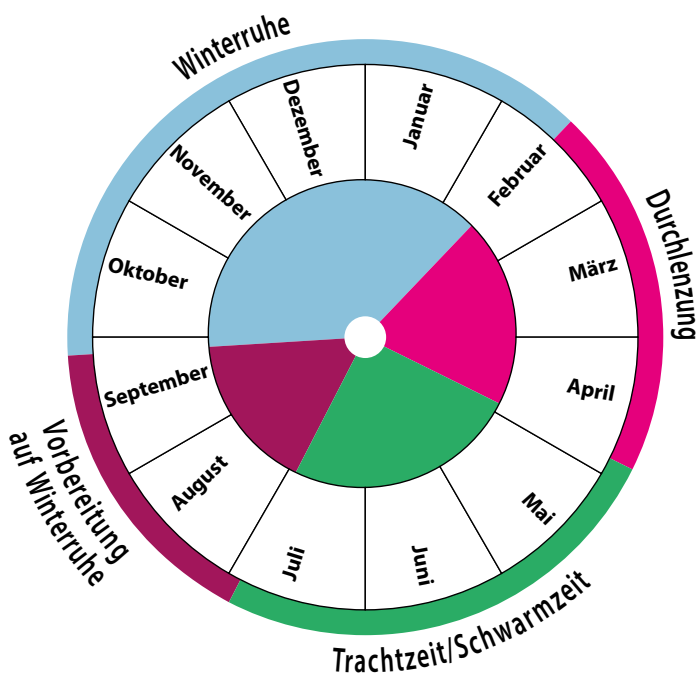 Winterruhe
Durchlenzung
Trachtzeit/Schwarmzeit
Vorbereitung
auf Winterruhe
Januar
Februar
März
April
Mai
Juni
Juli
August
September
Oktober
November
Dezember